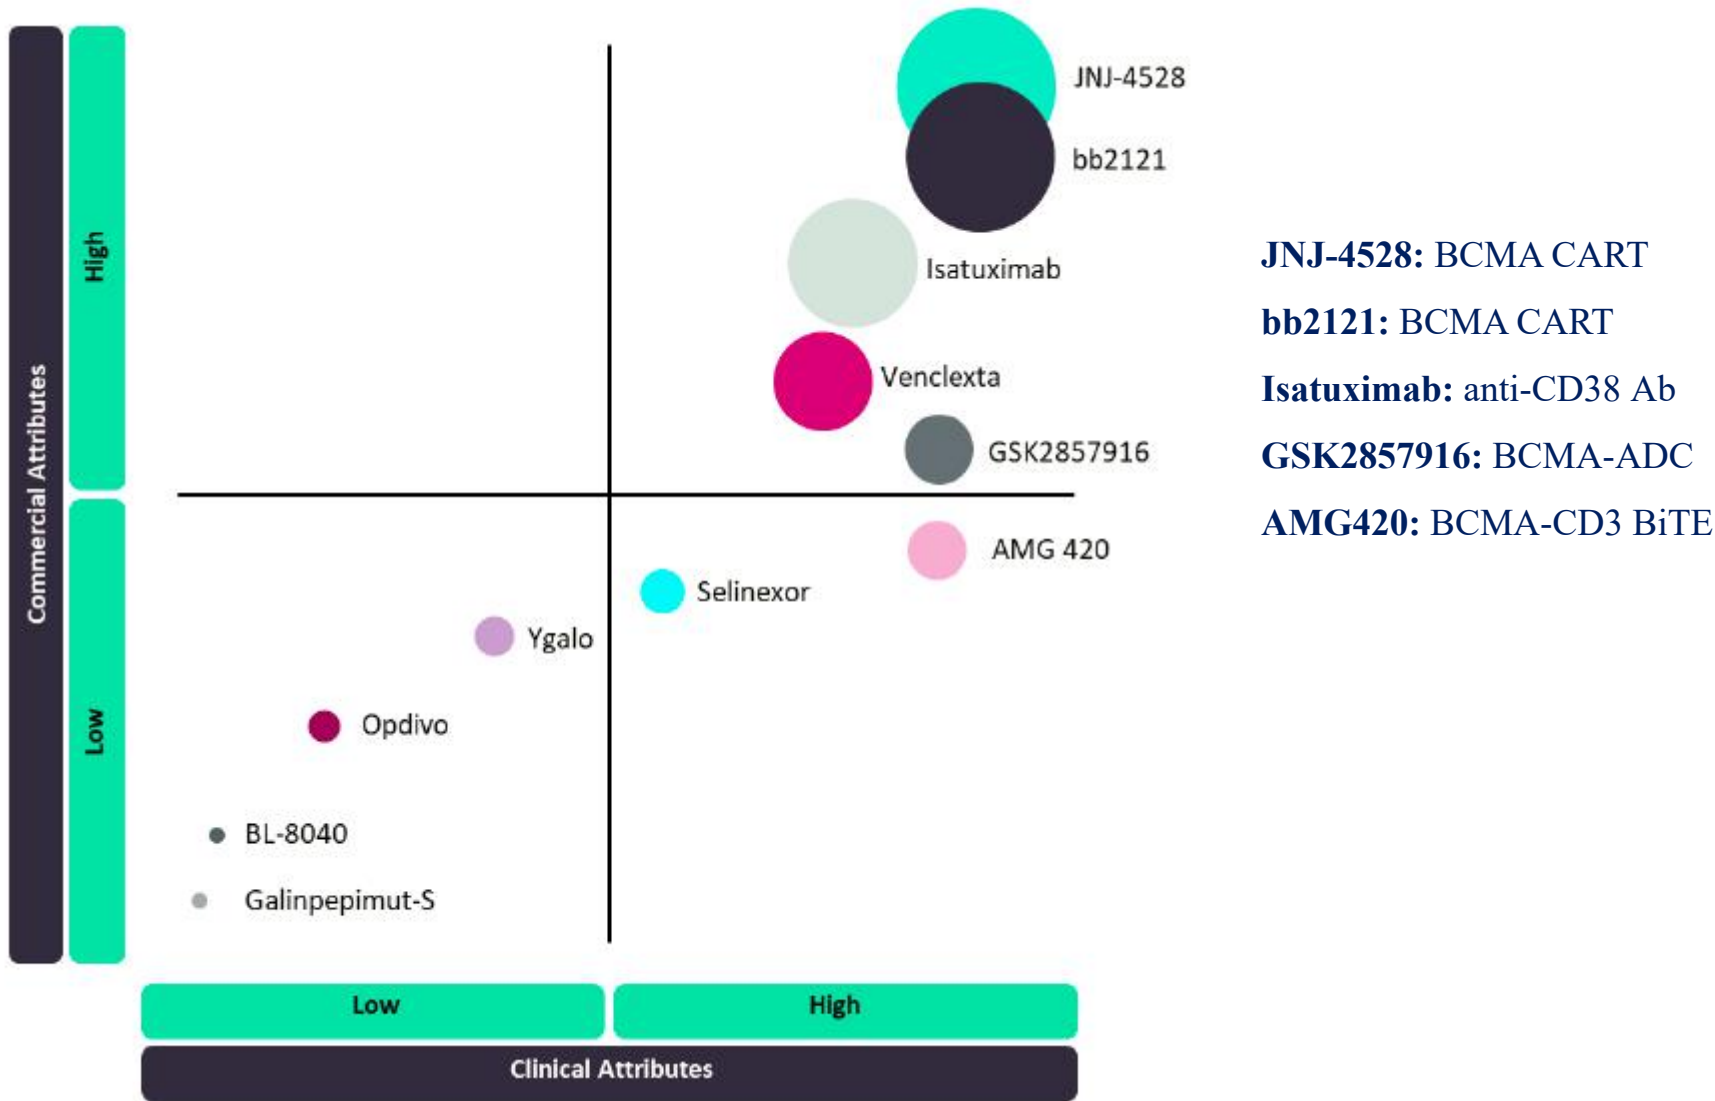 Commercial Attributes
High
Low
JNJ-4528
bb2121
Isatuximab
Venclexta
GSK2857916
AMG 420
Selinexor
Ygalo
Opdivo
BL-8040
Galinpepimut-S
Low
High
Clinical Attributes
JNJ-4528: BCMA CART
bb2121: BCMA CART
Isatuximab: anti-CD38 Ab
GSK2857916: BCMA-ADC
AMG420: BCMA-CD3 BiTE